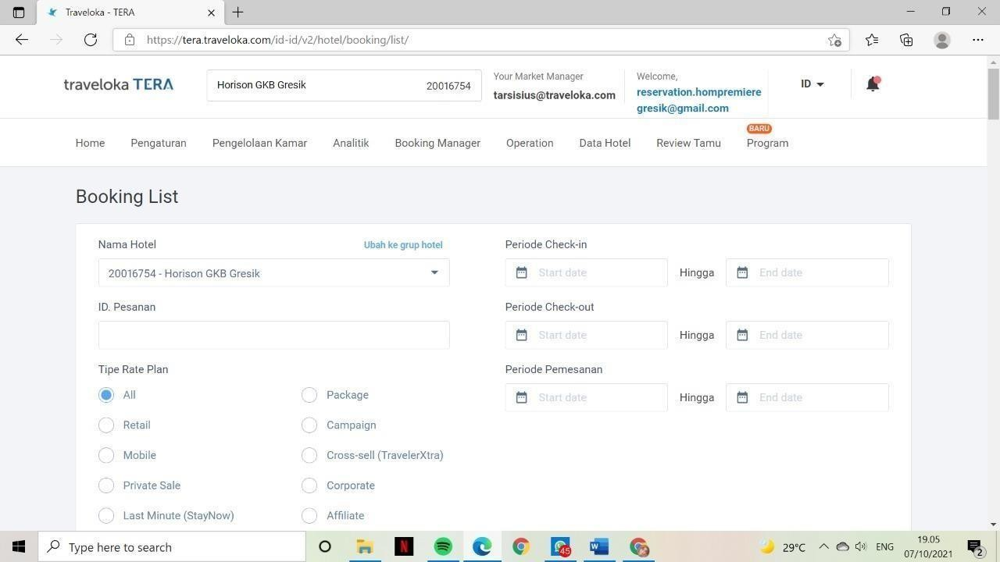 Traveloka - TERA
https://tera.traveloka.com/id-id/v2/hotel/booking/list/
traveloka TERA
Horison GKB Gresik 20016754
Your Market Manager
tarsisius@traveloka.com
Welcome,
reservation.hompremiere
gresik@gmail.com
ID
BARU
Home Pengaturan Pengelolaan Kamar Analitik Booking Manager Operation Data Hotel Review Tamu Program
Booking List
Nama Hotel Ubah ke grup hotel
20016754 - Horison GKB Gresik
ID. Pesanan
Tipe Rate Plan
All Package
Retail Campaign
Mobile Cross-sell (TravelerXtra)
Private Sale Corporate
Last Minute (StayNow) Affiliate
Periode Check-in
Start date Hingga End date
Periode Check-out
Start date Hingga End date
Periode Pemesanan
Start date Hingga End date
Type here to search
N
45
W
29°C
ENG
19.05
07/10/2021
2